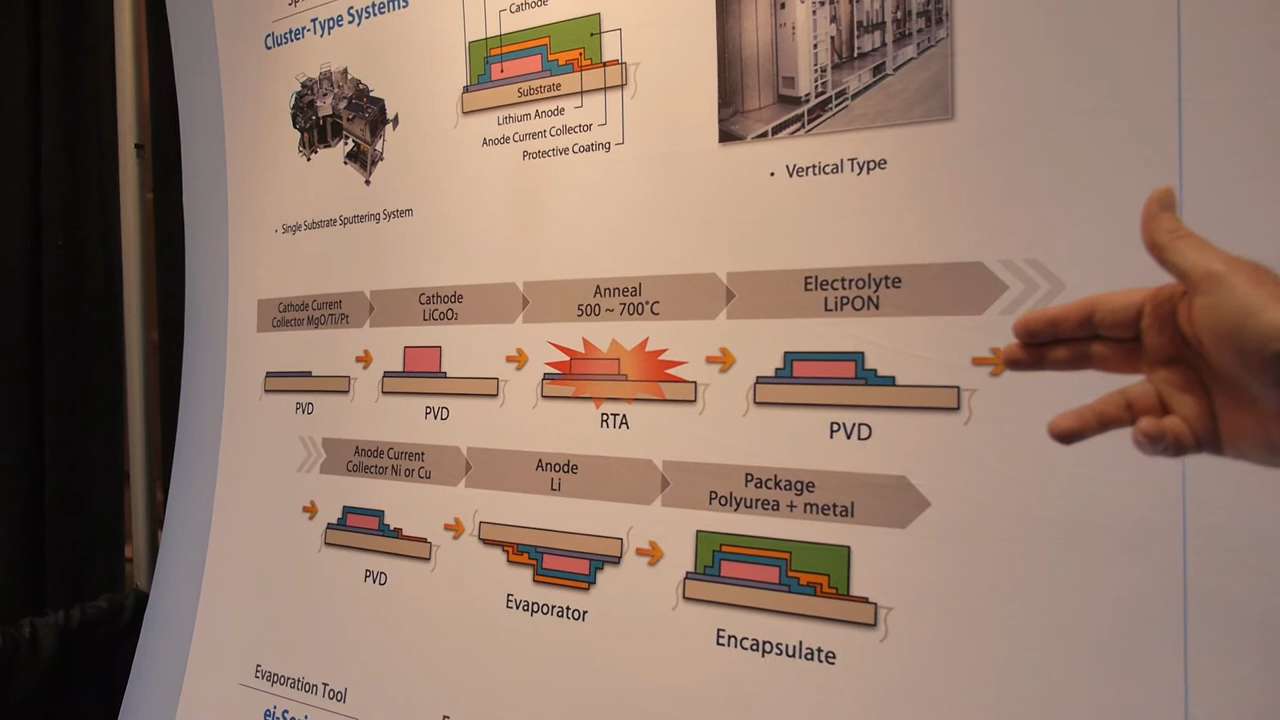 Cluster-Type Systems
Cathode
Substrate
Lithium Anode
Anode Current Collector
Protective Coating
• Single Substrate Sputtering System
• Vertical Type
Cathode Current
Collector MgO/Ti/Pt
Cathode
LiCoO₂
Anneal
500 ~ 700˚C
Electrolyte
LiPON
PVD
PVD
RTA
PVD
Anode Current
Collector Ni or Cu
Anode
Li
Package
Polyurea + metal
PVD
Evaporator
Encapsulate
Evaporation Tool